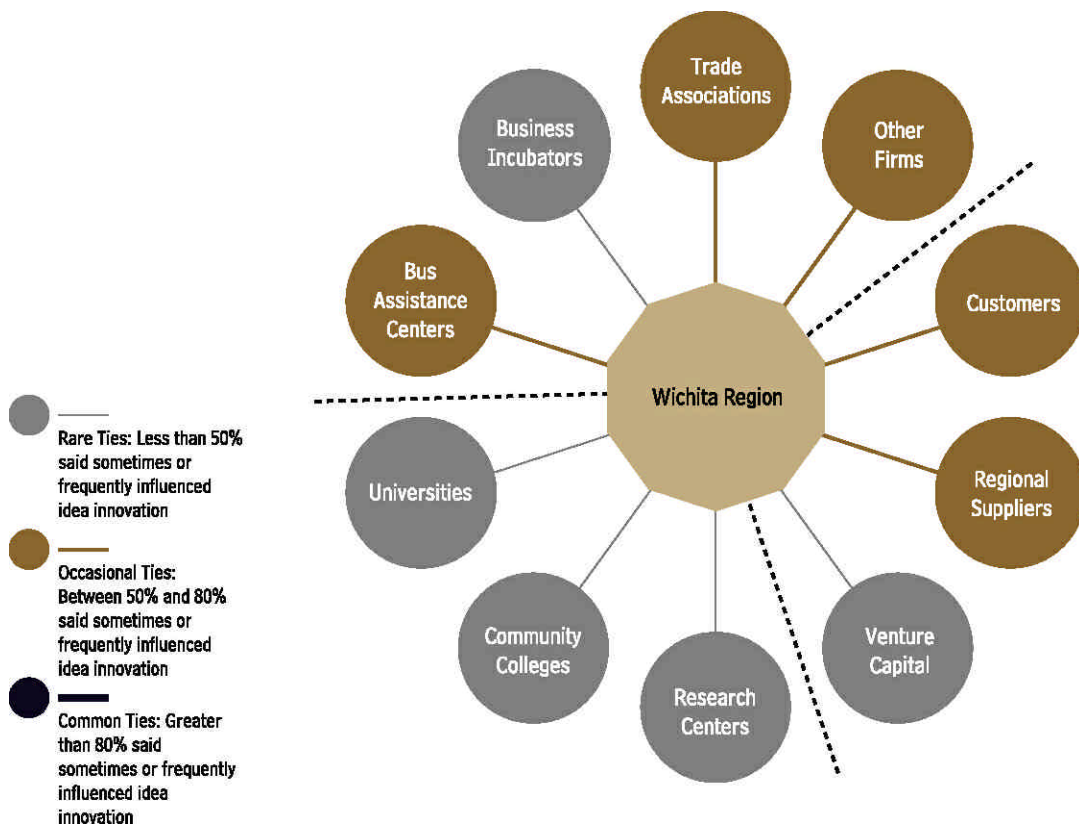 Trade
Associations
Business
Incubators
Other
Firms
Bus
Assistance
Centers
Customers
Wichita Region
Universities
Regional
Suppliers
Community
Colleges
Research
Centers
Venture
Capital
Rare Ties: Less than 50%
said sometimes or
frequently influenced
idea innovation
Occasional Ties:
Between 50% and 80%
said sometimes or
frequently influenced
idea innovation
Common Ties: Greater
than 80% said
sometimes or frequently
influenced idea
innovation